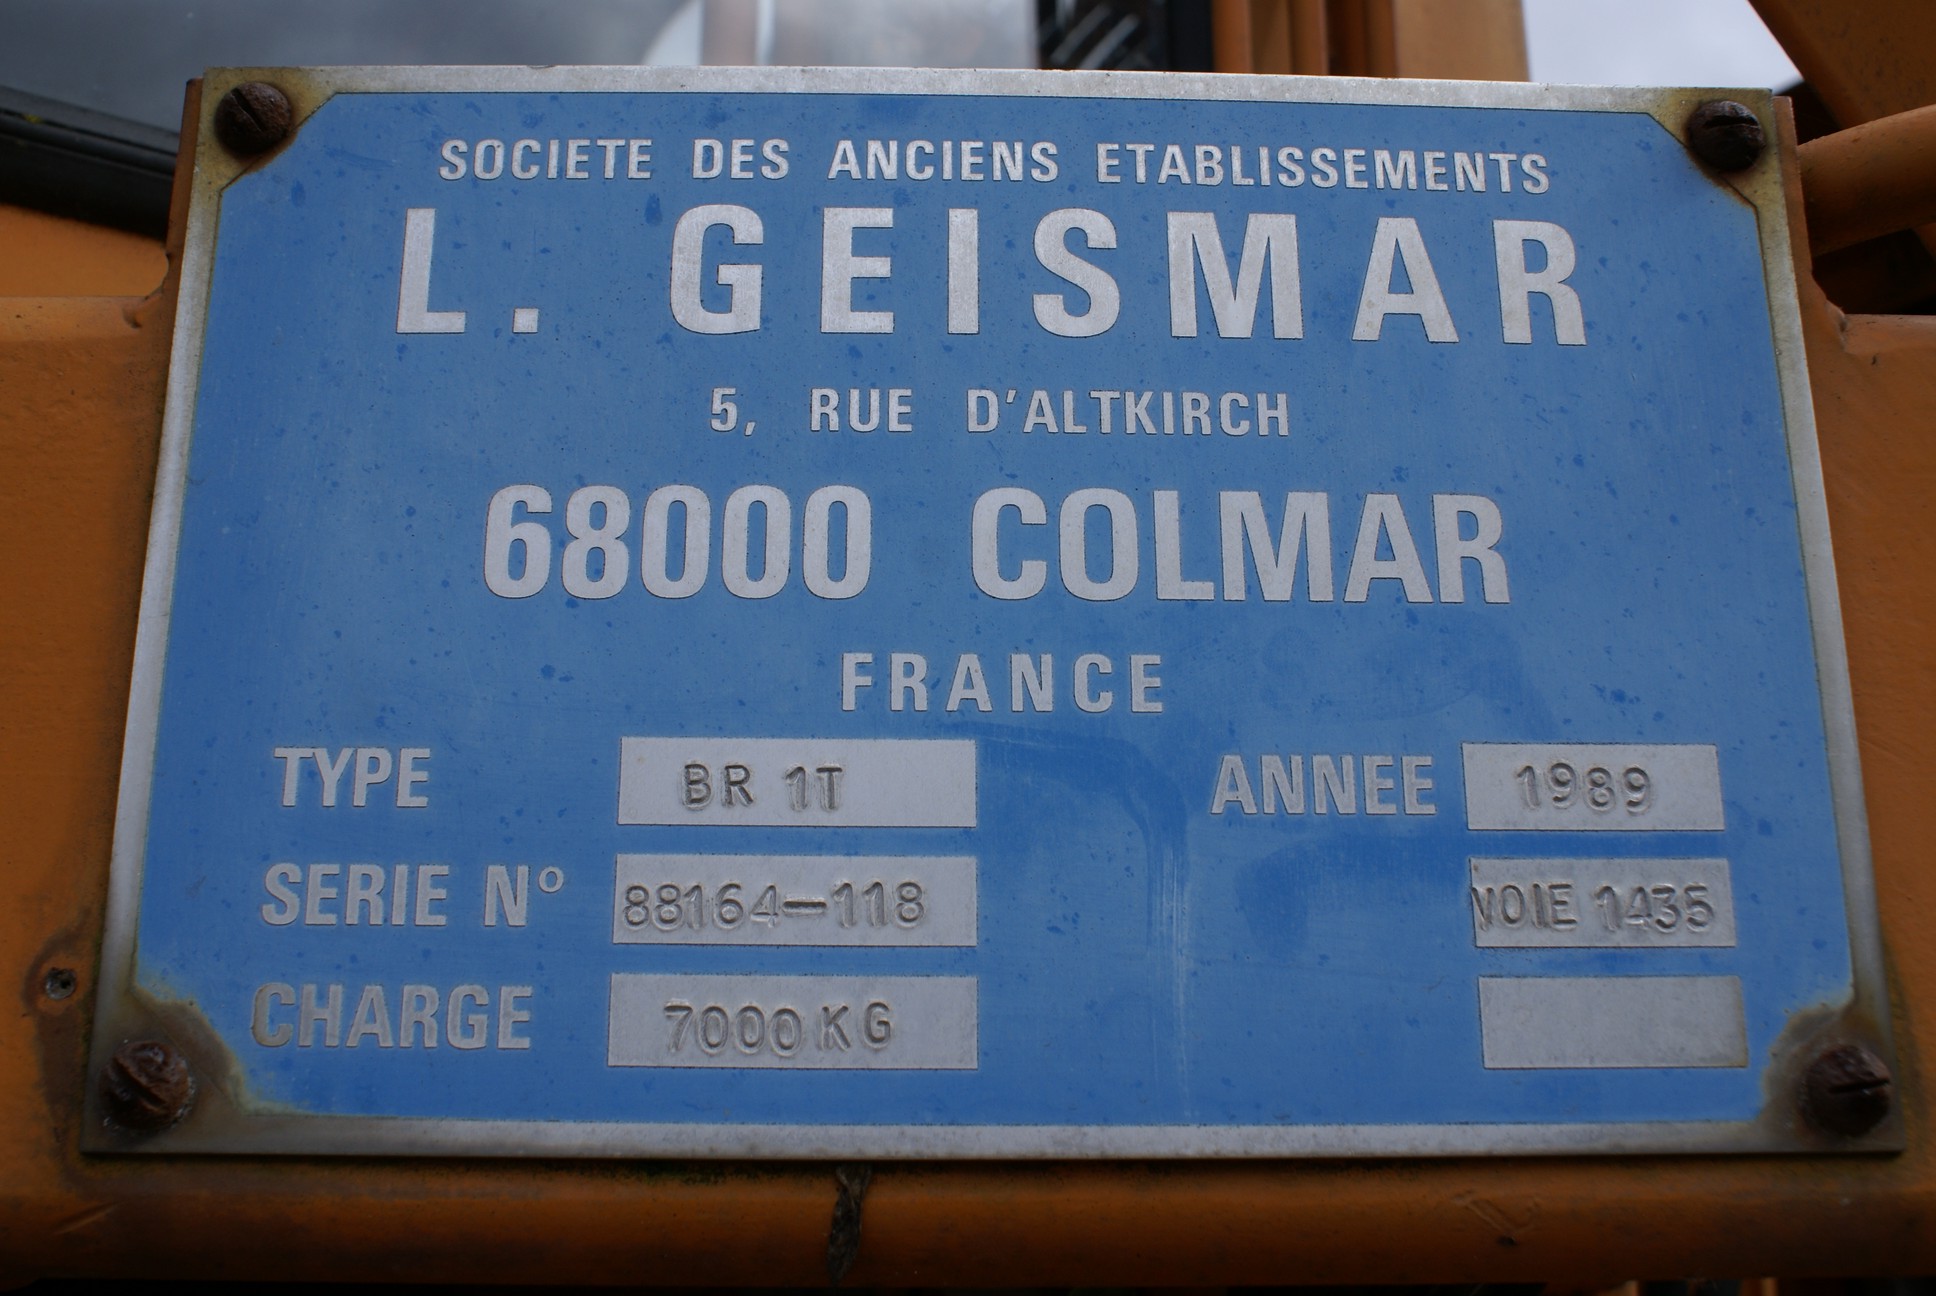 SOCIETE DES ANCIENS ETABLISSEMENTS
L. GEISMAR
5, RUE D'ALTKIRCH
68000 COLMAR
FRANCE
TYPE BR 1T ANNEE 1989
SERIE Nº 88164-118 VOIE 1435
CHARGE 7000 KG